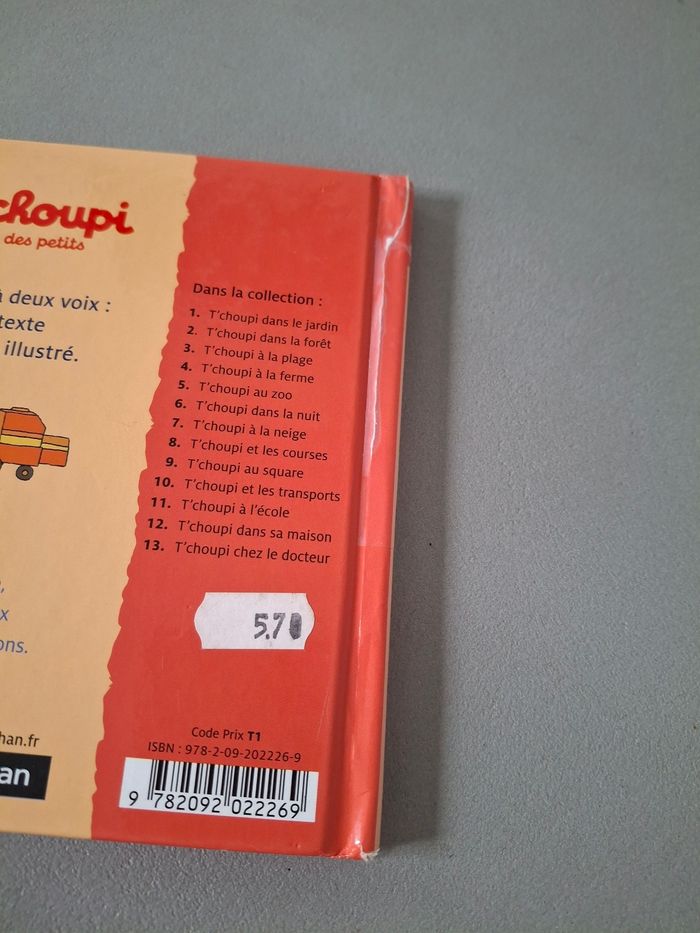 choupi
des petits
à deux voix :
texte
illustré.
Dans la collection :
1. T'choupi dans le jardin
2. T'choupi dans la forêt
3. T'choupi à la plage
4. T'choupi à la ferme
5. T'choupi au zoo
6. T'choupi dans la nuit
7. T'choupi à la neige
8. T'choupi et les courses
9. T'choupi au square
10. T'choupi et les transports
11. T'choupi à l'école
12. T'choupi dans sa maison
13. T'choupi chez le docteur
x
ons.
5.70
han.fr
an
Code Prix T1
ISBN : 978-2-09-202226-9
9 782092 022269